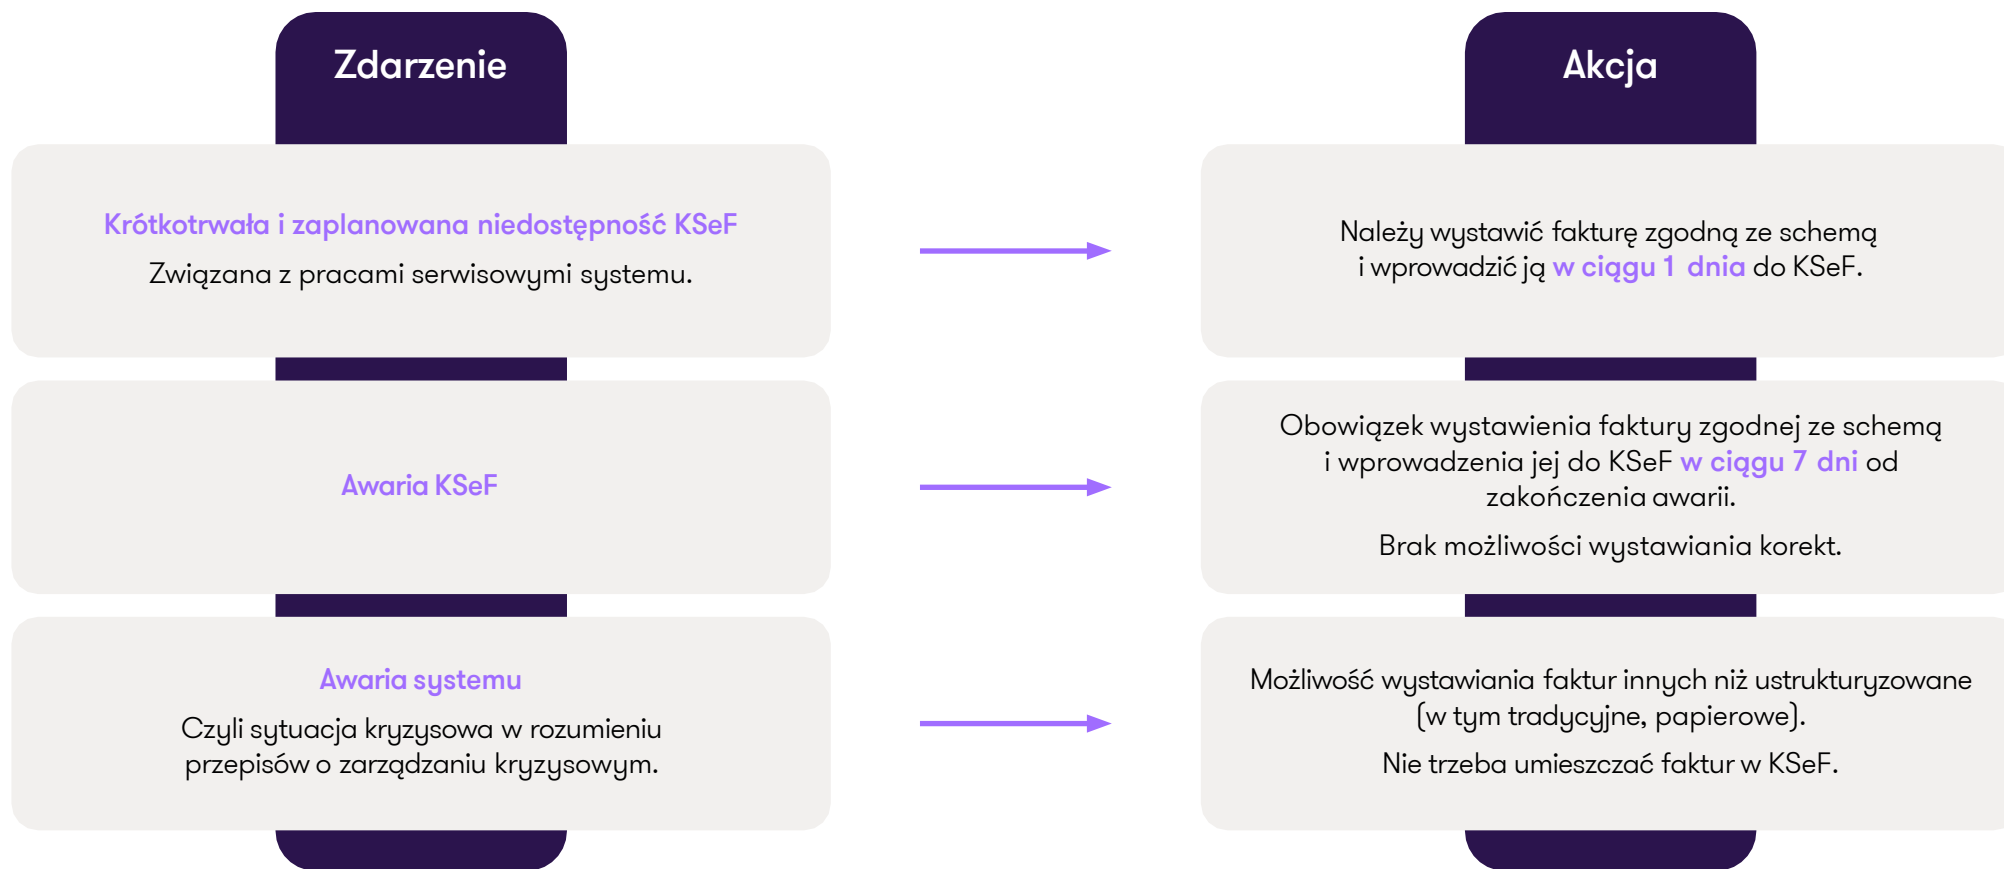 Zdarzenie
Akcja
Krótkotrwała i zaplanowana niedostępność KSeF
Związana z pracami serwisowymi systemu.
Należy wystawić fakturę zgodną ze schemą
i wprowadzić ją w ciągu 1 dnia do KSeF.
Awaria KSeF
Obowiązek wystawienia faktury zgodnej ze schemą
i wprowadzenia jej do KSeF w ciągu 7 dni od
zakończenia awarii.
Brak możliwości wystawiania korekt.
Awaria systemu
Czyli sytuacja kryzysowa w rozumieniu
przepisów o zarządzaniu kryzysowym.
Możliwość wystawiania faktur innych niż ustrukturyzowane
(w tym tradycyjne, papierowe).
Nie trzeba umieszczać faktur w KSeF.